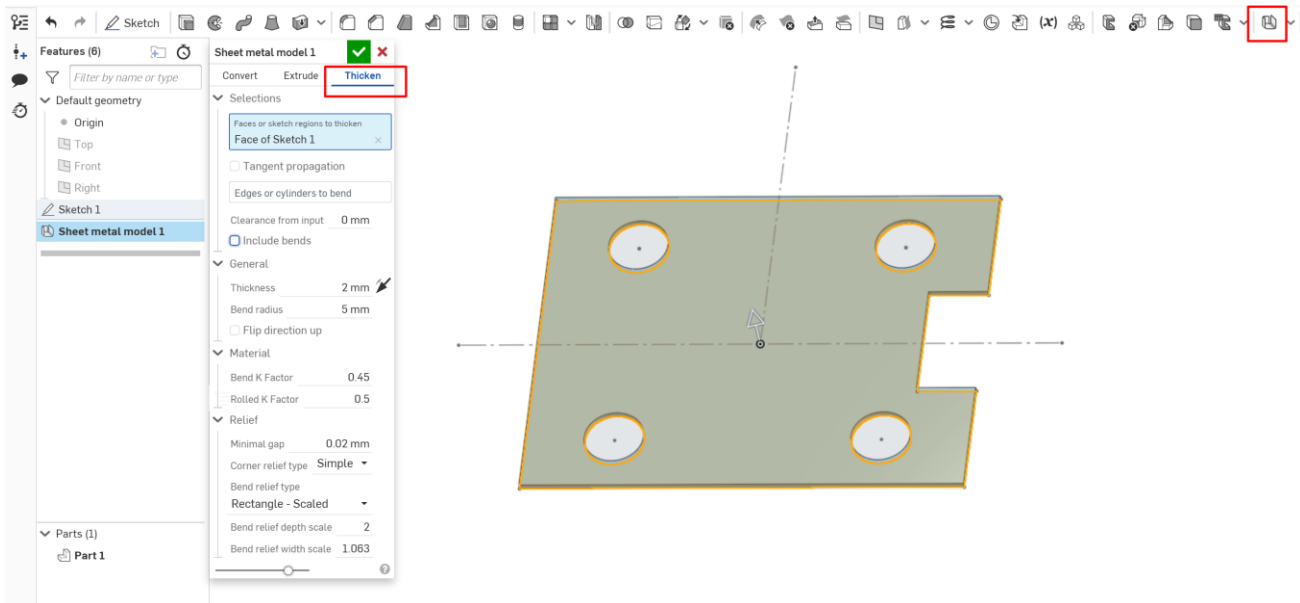 Sketch
(x)
Features (6)
Filter by name or type
Default geometry
Origin
Top
Front
Right
Sketch 1
Sheet metal model 1
Parts (1)
Part 1
Sheet metal model 1
Convert Extrude Thicken
Selections
Faces or sketch regions to thicken
Face of Sketch 1
Tangent propagation
Edges or cylinders to bend
Clearance from input 0 mm
Include bends
General
Thickness 2 mm
Bend radius 5 mm
Flip direction up
Material
Bend K Factor 0.45
Rolled K Factor 0.5
Relief
Minimal gap 0.02 mm
Corner relief type Simple
Bend relief type
Rectangle - Scaled
Bend relief depth scale 2
Bend relief width scale 1.063